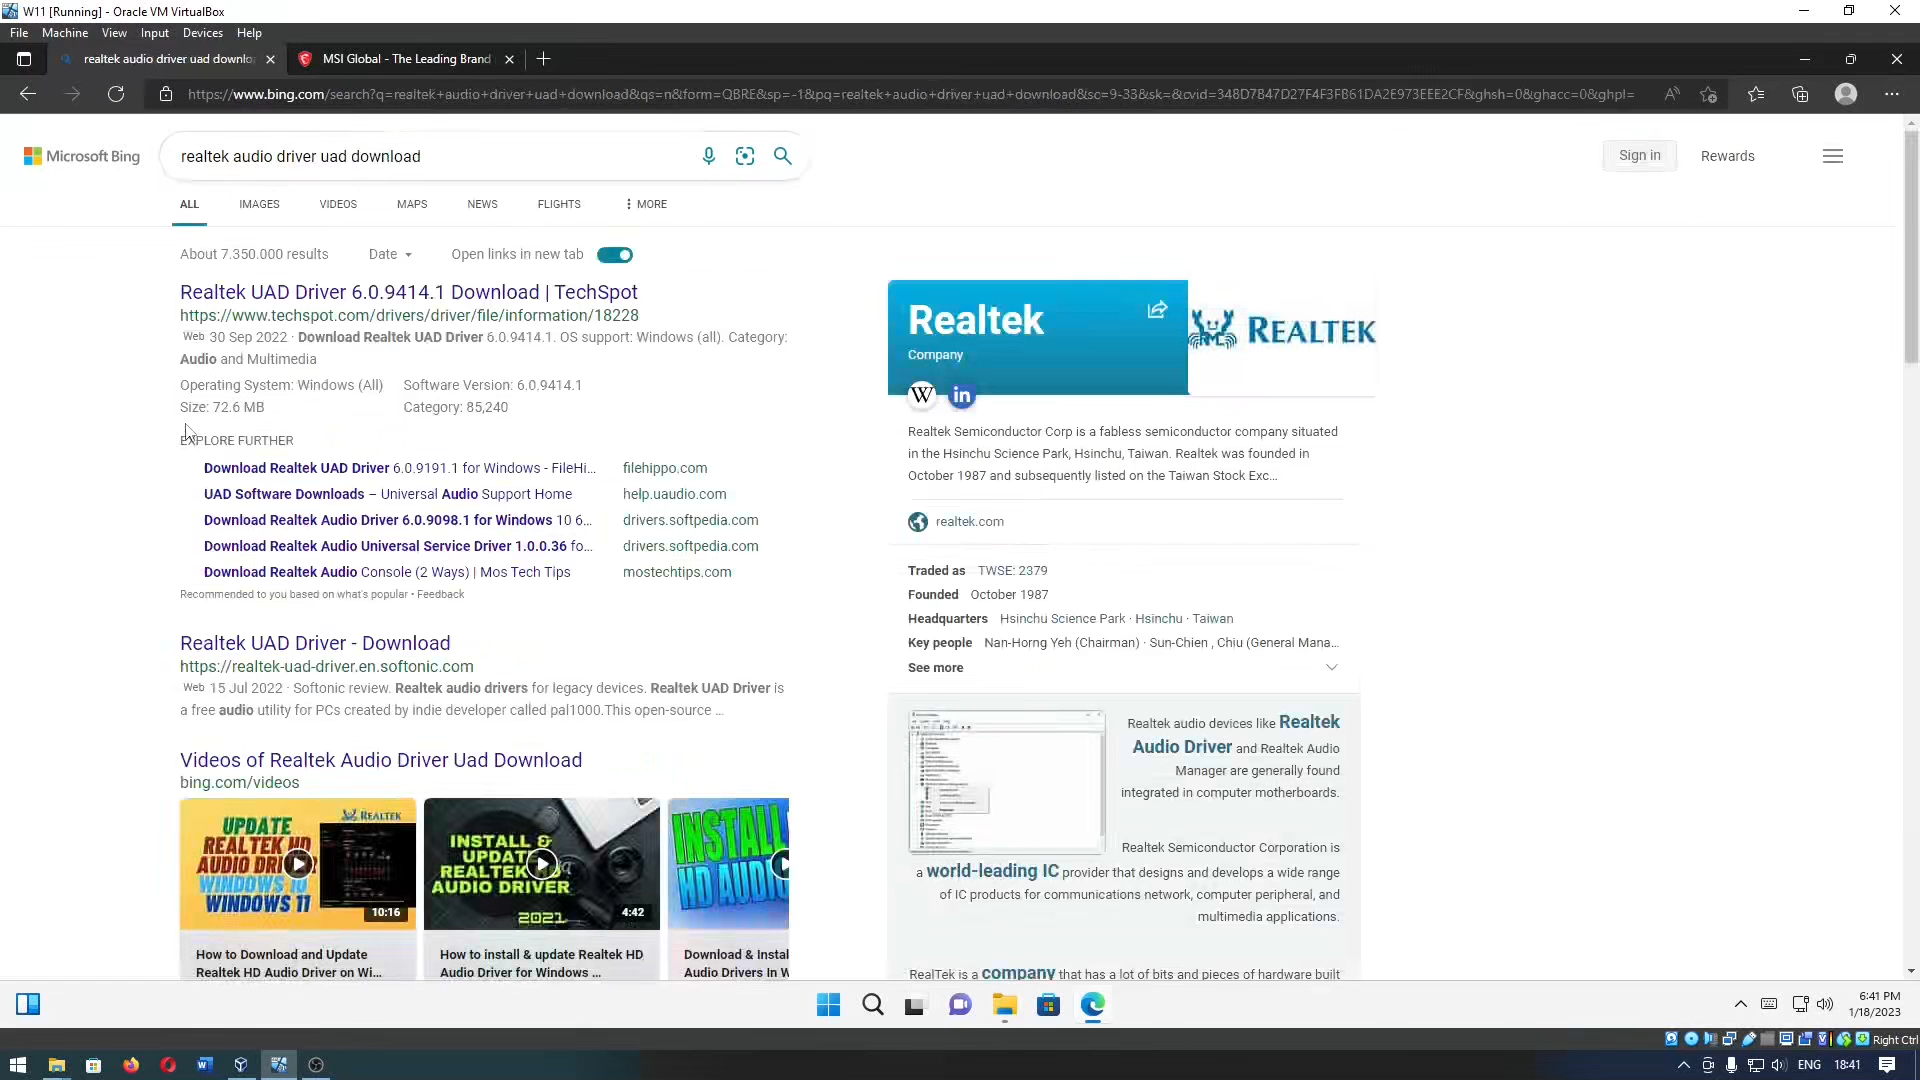 W11 [Running] - Oracle VM VirtualBox
File Machine View Input Devices Help
realtek audio driver uad downlo
MSI Global - The Leading Brand
https://www.bing.com/search?q=realtek+audio+driver+uad+download&qs=n&form=QBRE&sp=-1&pq=realtek+audio+driver+uad+download&sc=9-33&sk=&cvid=348D7847D27F4F3FB61DA2E973EEE2CF&ghsh=0&ghacc=0&ghpl=
Microsoft Bing
realtek audio driver uad download
Sign in
Rewards
ALL IMAGES VIDEOS MAPS NEWS FLIGHTS MORE
About 7.350.000 results Date Open links in new tab
Realtek UAD Driver 6.0.9414.1 Download | TechSpot
https://www.techspot.com/drivers/driver/file/information/18228
Web 30 Sep 2022 · Download Realtek UAD Driver 6.0.9414.1. OS support: Windows (all). Category:
Audio and Multimedia
Operating System: Windows (All) Software Version: 6.0.9414.1
Size: 72.6 MB Category: 85,240
EXPLORE FURTHER
Download Realtek UAD Driver 6.0.9191.1 for Windows - FileHi... filehippo.com
UAD Software Downloads – Universal Audio Support Home help.uaudio.com
Download Realtek Audio Driver 6.0.9098.1 for Windows 10 6... drivers.softpedia.com
Download Realtek Audio Universal Service Driver 1.0.0.36 fo... drivers.softpedia.com
Download Realtek Audio Console (2 Ways) | Mos Tech Tips mostechtips.com
Recommended to you based on what's popular • Feedback
Realtek UAD Driver - Download
https://realtek-uad-driver.en.softonic.com
Web 15 Jul 2022 · Softonic review. Realtek audio drivers for legacy devices. Realtek UAD Driver is
a free audio utility for PCs created by indie developer called pal1000.This open-source ...
Videos of Realtek Audio Driver Uad Download
bing.com/videos
REALTEK
UPDATE
REALTEK HD
AUDIO DRI
WINDOWS 10
WINDOWS 11
10:16
How to Download and Update
Realtek HD Audio Driver on Wi...
INSTALL &
UPDATE
REALTEK HD
AUDIO DRIVER
2021
4:42
How to install & update Realtek HD
Audio Driver for Windows ...
INSTALL
HD AUD
Download & Instal
Audio Drivers In W
Realtek
Company
REALTEK
W
in
Realtek Semiconductor Corp is a fabless semiconductor company situated
in the Hsinchu Science Park, Hsinchu, Taiwan. Realtek was founded in
October 1987 and subsequently listed on the Taiwan Stock Exc...
realtek.com
Traded as TWSE: 2379
Founded October 1987
Headquarters Hsinchu Science Park · Hsinchu · Taiwan
Key people Nan-Horng Yeh (Chairman) · Sun-Chien , Chiu (General Mana...
See more
Realtek audio devices like Realtek
Audio Driver and Realtek Audio
Manager are generally found
integrated in computer motherboards.
Realtek Semiconductor Corporation is
a world-leading IC provider that designs and develops a wide range
of IC products for communications network, computer peripheral, and
multimedia applications.
RealTek is a company that has a lot of bits and pieces of hardware built
6:41 PM
1/18/2023
Right Ctrl
ENG 18:41